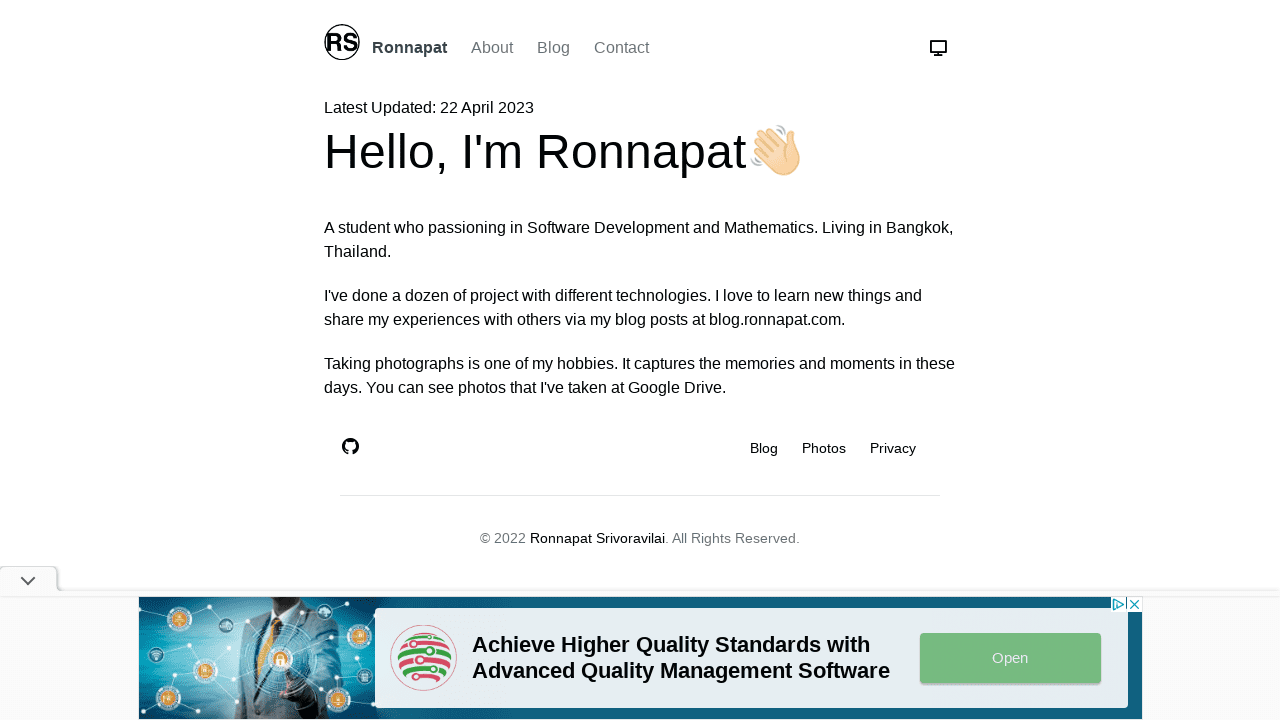 RS Ronnapat About Blog Contact
Latest Updated: 22 April 2023
Hello, I'm Ronnapat👋
A student who passioning in Software Development and Mathematics. Living in Bangkok,
Thailand.
I've done a dozen of project with different technologies. I love to learn new things and
share my experiences with others via my blog posts at blog.ronnapat.com.
Taking photographs is one of my hobbies. It captures the memories and moments in these
days. You can see photos that I've taken at Google Drive.
Blog Photos Privacy
© 2022 Ronnapat Srivoravilai. All Rights Reserved.
Achieve Higher Quality Standards with
Advanced Quality Management Software
Open